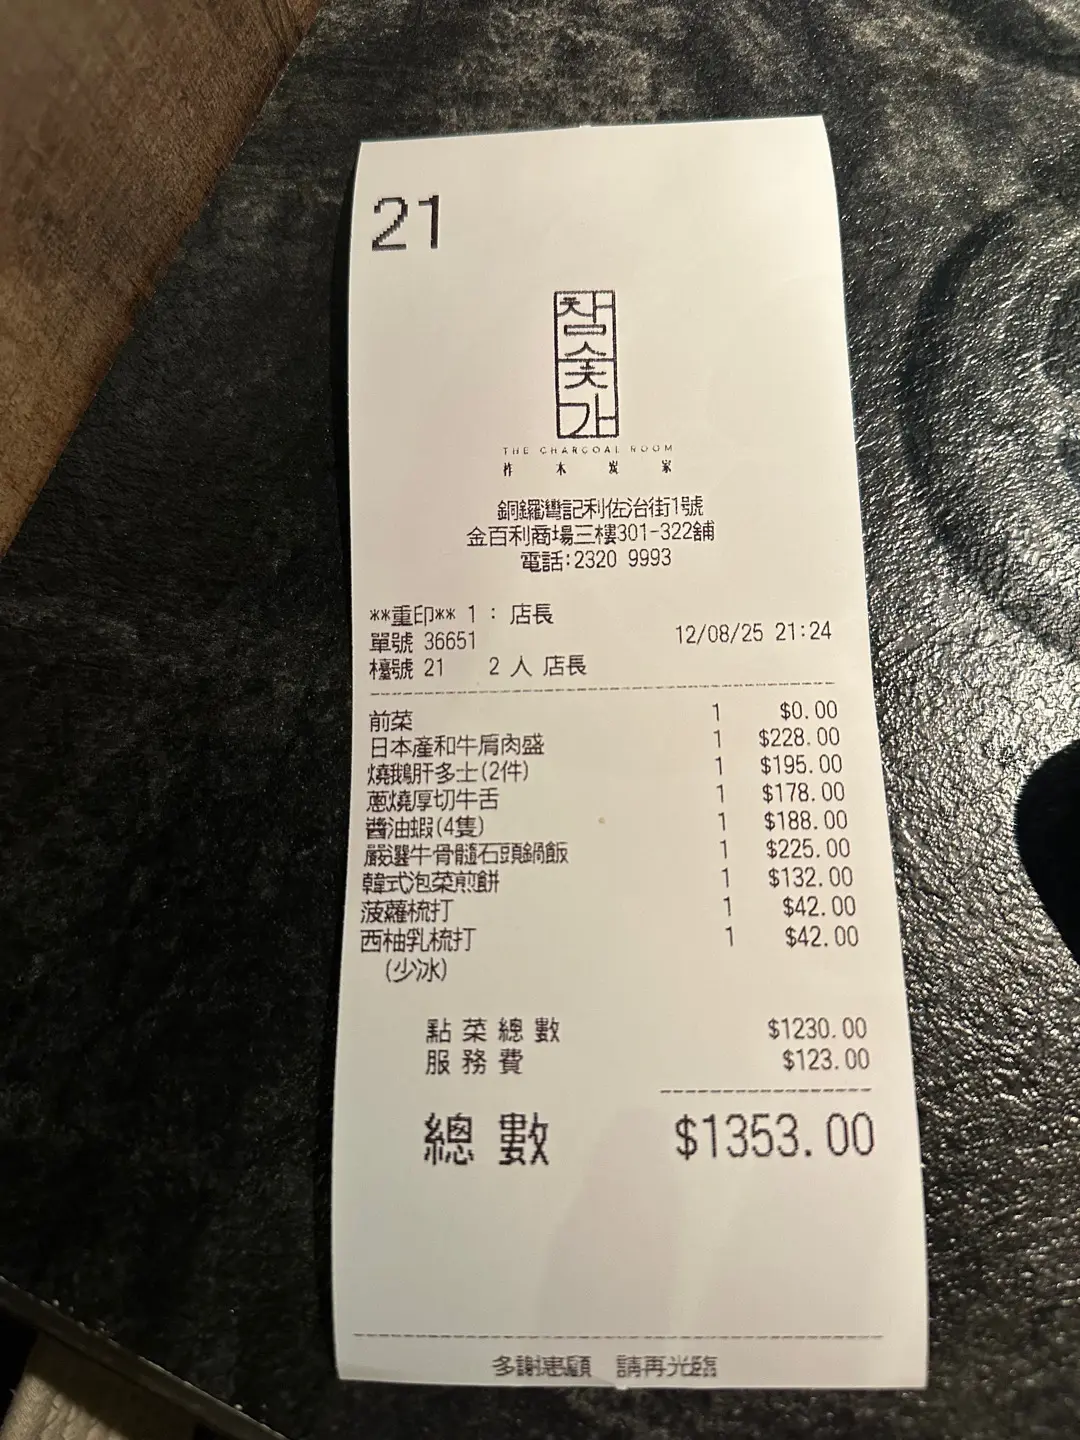 21
참숯가
THE CHARCOAL ROOM
柞木炭家
銅鑼灣記利佐治街1號
金百利商場三樓301-322舖
電話:2320 9993
**重印** 1 : 店長
單號 36651 12/08/25 21:24
檯號 21 2 人 店長
前菜 1 $0.00
日本產和牛肩肉盛 1 $228.00
燒鵝肝多士(2件) 1 $195.00
蔥燒厚切牛舌 1 $178.00
醬油蝦(4隻) 1 $188.00
嚴選牛骨髓石頭鍋飯 1 $225.00
韓式泡菜煎餅 1 $132.00
菠蘿梳打 1 $42.00
西柚乳梳打 1 $42.00
(少冰)
點菜總數 $1230.00
服務費 $123.00
總數 $1353.00
多謝惠顧 請再光臨